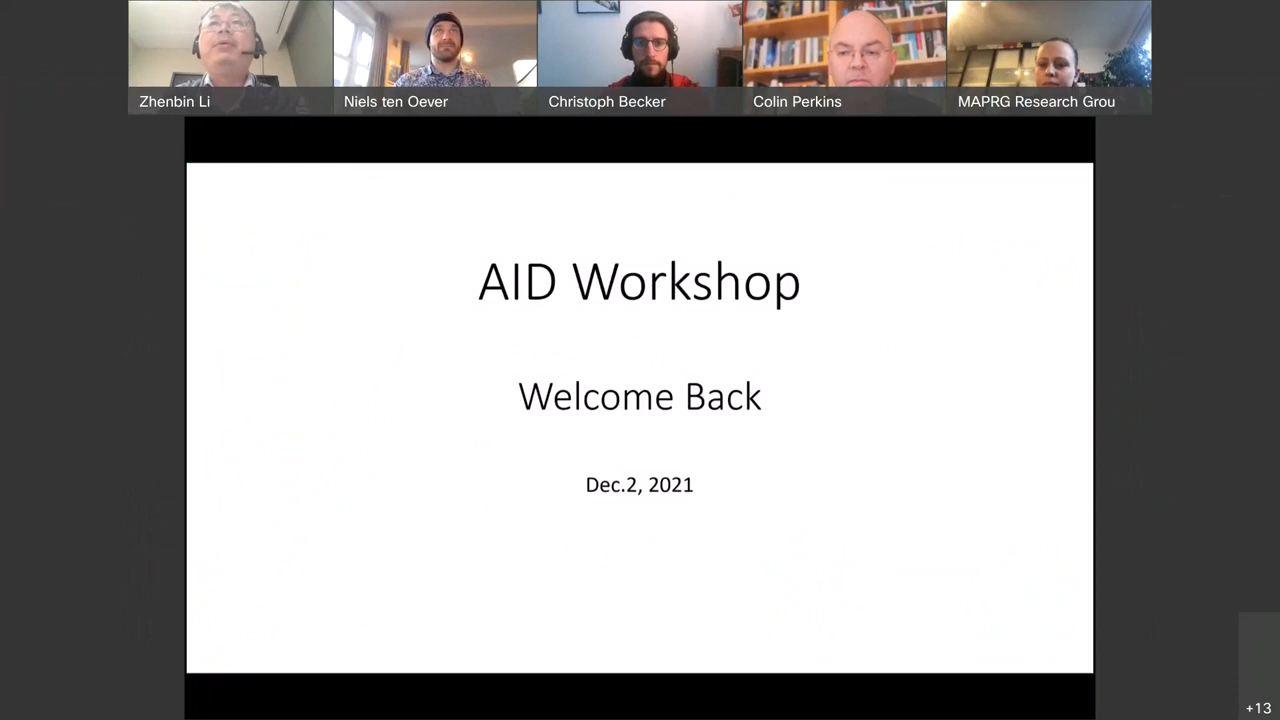 Zhenbin Li
Niels ten Oever
Christoph Becker
Colin Perkins
MAPRG Research Grou
AID Workshop
Welcome Back
Dec.2, 2021
+13